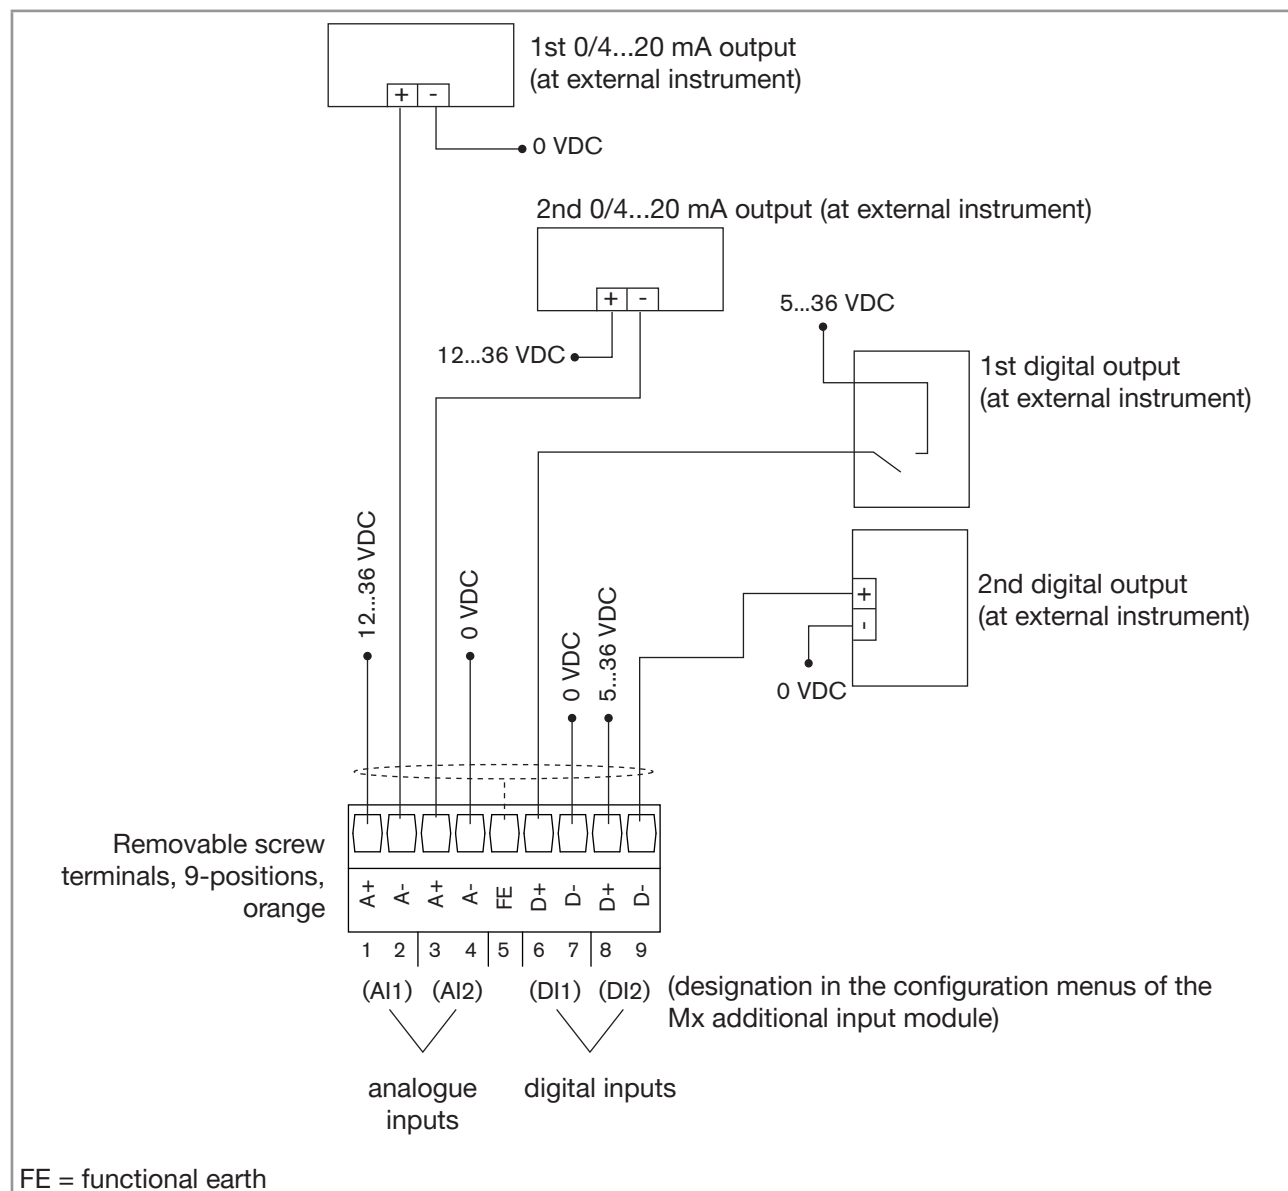 1st 0/4...20 mA output
(at external instrument)
+ -
0 VDC
2nd 0/4...20 mA output (at external instrument)
+ -
12...36 VDC
5...36 VDC
1st digital output
(at external instrument)
2nd digital output
(at external instrument)
+
-
0 VDC
12...36 VDC
0 VDC
0 VDC
5...36 VDC
Removable screw
terminals, 9-positions,
orange
A+ A- A+ A- FE D+ D- D+ D-
1 2 3 4 5 6 7 8 9
(AI1) (AI2) (DI1) (DI2)
(designation in the configuration menus of the
Mx additional input module)
analogue
inputs
digital inputs
FE = functional earth